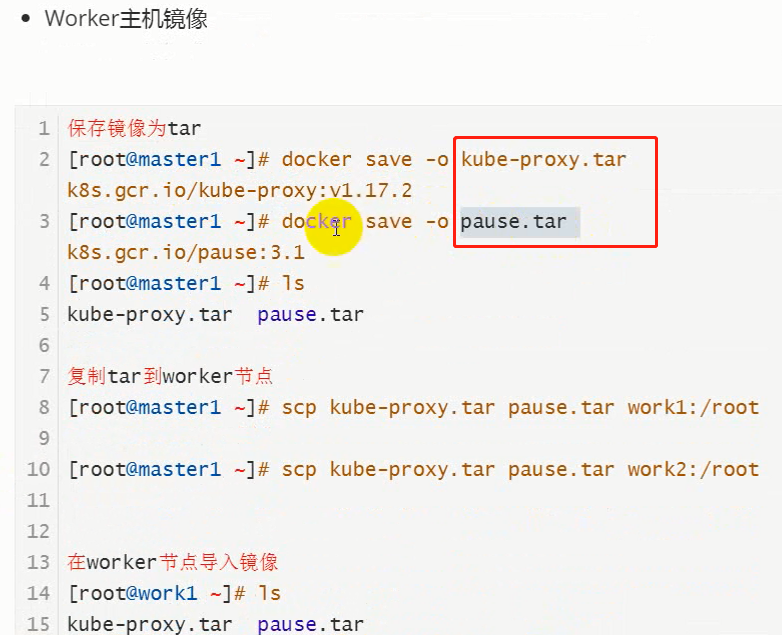 Worker主机镜像
1 保存镜像为tar
2 [root@master1 ~]# docker save -o kube-proxy.tar
k8s.gcr.io/kube-proxy:v1.17.2
3 [root@master1 ~]# docker save -o pause.tar
k8s.gcr.io/pause:3.1
4 [root@master1 ~]# ls
5 kube-proxy.tar  pause.tar
6
7 复制tar到worker节点
8 [root@master1 ~]# scp kube-proxy.tar pause.tar work1:/root
9
10 [root@master1 ~]# scp kube-proxy.tar pause.tar work2:/root
11
12
13 在worker节点导入镜像
14 [root@work1 ~]# ls
15 kube-proxy.tar  pause.tar